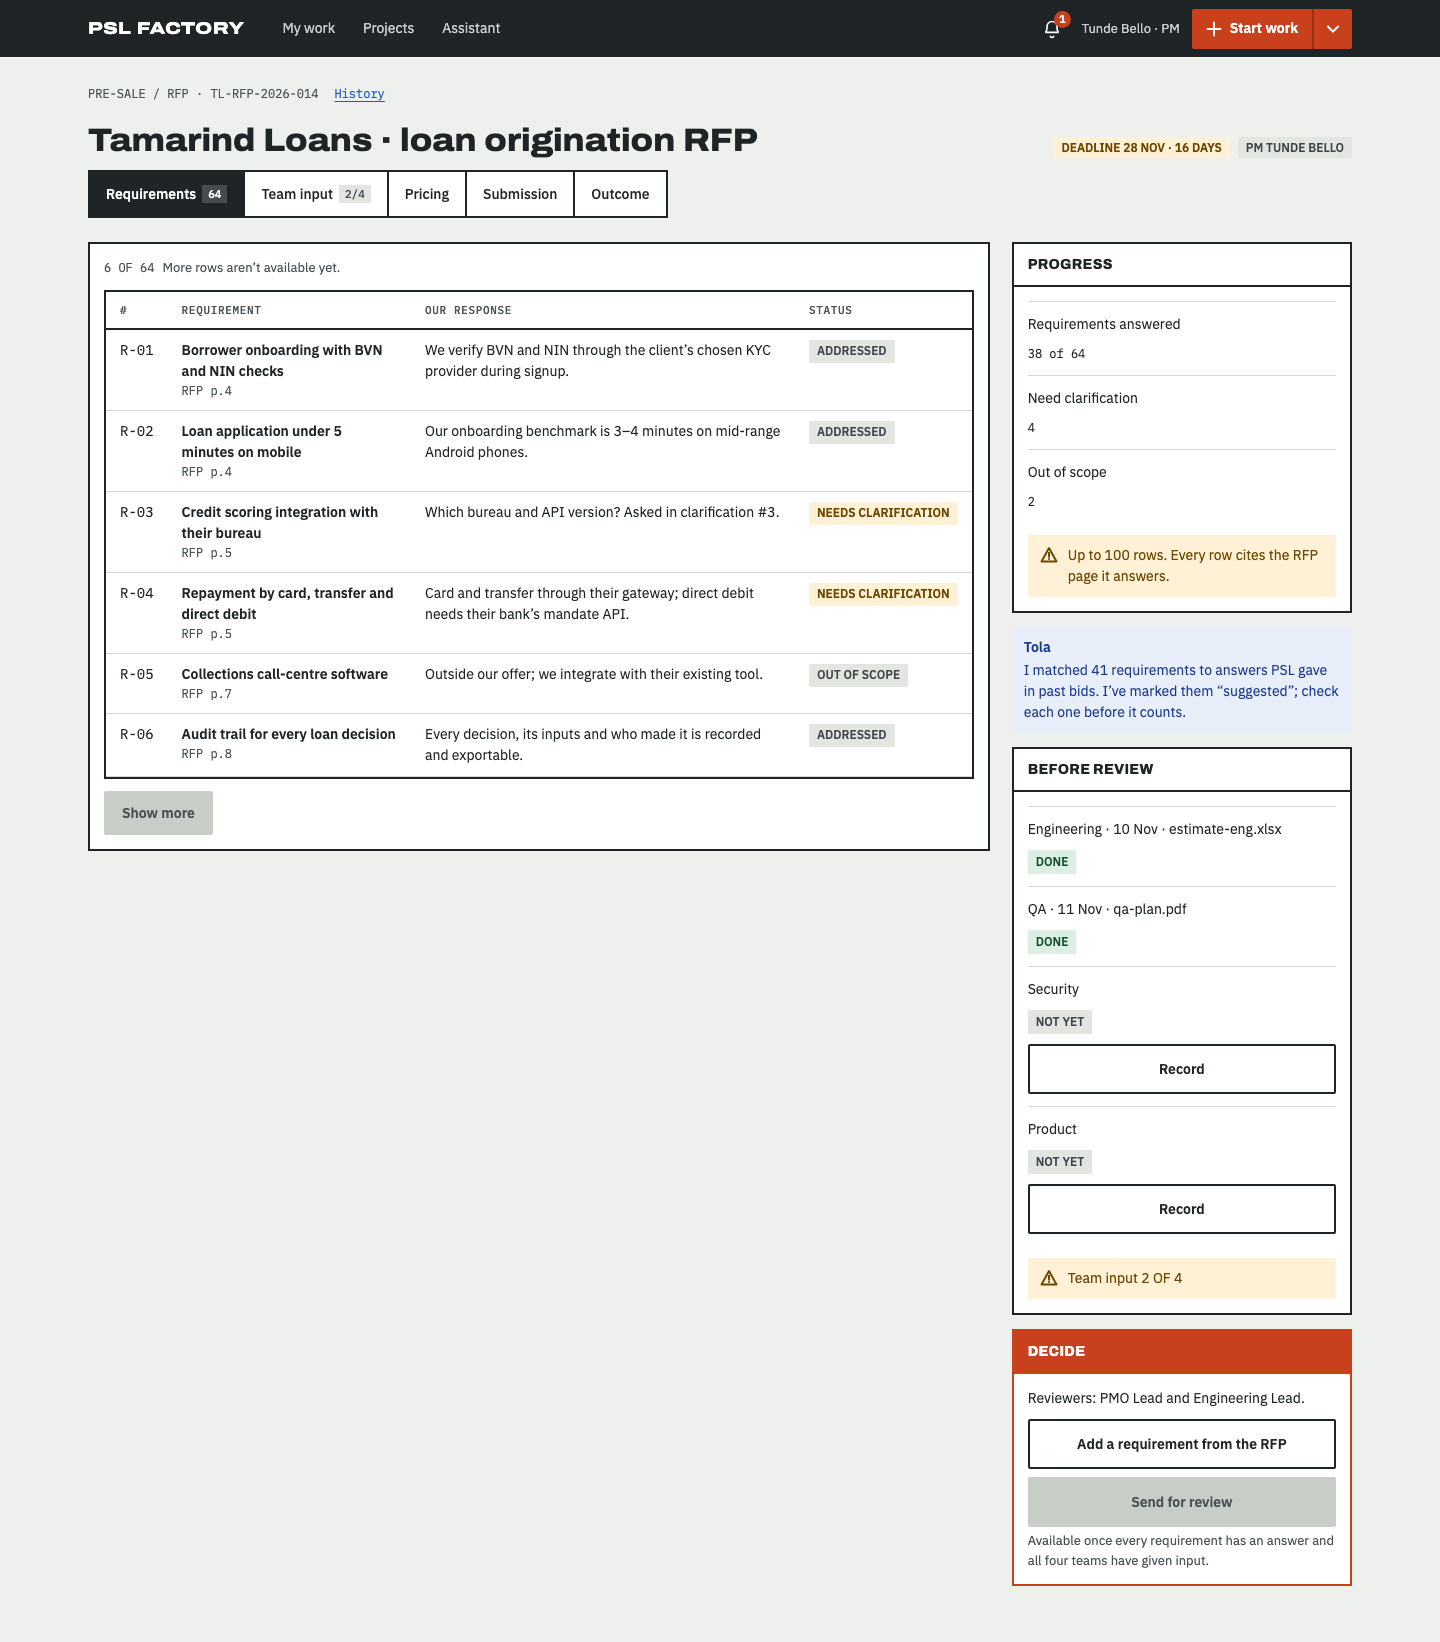 PSL FACTORY
My work
Projects
Assistant
1
Tunde Bello · PM
Start work
PRE-SALE / RFP · TL-RFP-2026-014
History
Tamarind Loans · loan origination RFP
DEADLINE 28 NOV · 16 DAYS
PM TUNDE BELLO
Requirements 64
Team input 2/4
Pricing
Submission
Outcome
6 OF 64 More rows aren’t available yet.
# REQUIREMENT OUR RESPONSE STATUS
R-01
Borrower onboarding with BVN
and NIN checks
RFP p.4
We verify BVN and NIN through the client’s chosen KYC
provider during signup.
ADDRESSED
R-02
Loan application under 5
minutes on mobile
RFP p.4
Our onboarding benchmark is 3–4 minutes on mid-range
Android phones.
ADDRESSED
R-03
Credit scoring integration with
their bureau
RFP p.5
Which bureau and API version? Asked in clarification #3.
NEEDS CLARIFICATION
R-04
Repayment by card, transfer and
direct debit
RFP p.5
Card and transfer through their gateway; direct debit
needs their bank’s mandate API.
NEEDS CLARIFICATION
R-05
Collections call-centre software
RFP p.7
Outside our offer; we integrate with their existing tool.
OUT OF SCOPE
R-06
Audit trail for every loan decision
RFP p.8
Every decision, its inputs and who made it is recorded
and exportable.
ADDRESSED
Show more
PROGRESS
Requirements answered
38 of 64
Need clarification
4
Out of scope
2
Up to 100 rows. Every row cites the RFP
page it answers.
Tola
I matched 41 requirements to answers PSL gave
in past bids. I’ve marked them “suggested”; check
each one before it counts.
BEFORE REVIEW
Engineering · 10 Nov · estimate-eng.xlsx
DONE
QA · 11 Nov · qa-plan.pdf
DONE
Security
NOT YET
Record
Product
NOT YET
Record
Team input 2 OF 4
DECIDE
Reviewers: PMO Lead and Engineering Lead.
Add a requirement from the RFP
Send for review
Available once every requirement has an answer and
all four teams have given input.